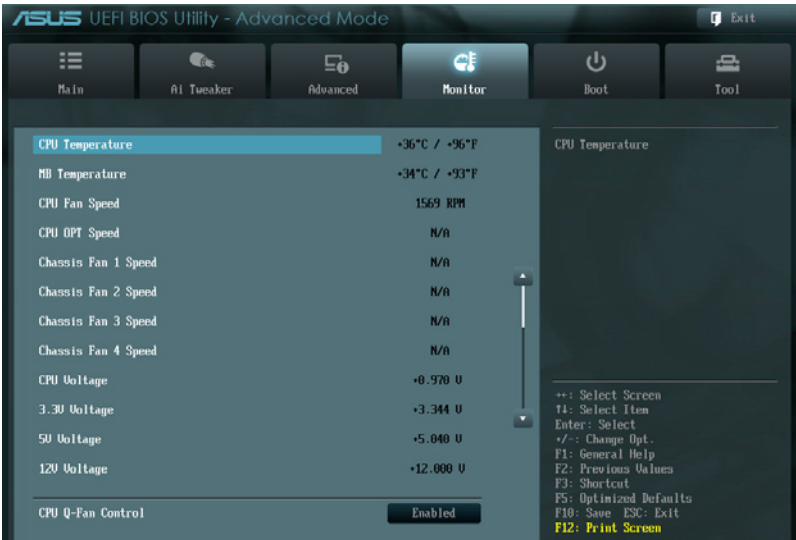 ASUS UEFI BIOS Utility - Advanced Mode
Exit
Main
Ai Tweaker
Advanced
Monitor
Boot
Tool
CPU Temperature +36°C / +96°F
MB Temperature +34°C / +93°F
CPU Fan Speed 1569 RPM
CPU OPT Speed N/A
Chassis Fan 1 Speed N/A
Chassis Fan 2 Speed N/A
Chassis Fan 3 Speed N/A
Chassis Fan 4 Speed N/A
CPU Voltage +0.970 V
3.3V Voltage +3.344 V
5V Voltage +5.040 V
12V Voltage +12.000 V
CPU Q-Fan Control Enabled
CPU Temperature
→←: Select Screen
↑↓: Select Item
Enter: Select
+/-: Change Opt.
F1: General Help
F2: Previous Values
F3: Shortcut
F5: Optimized Defaults
F10: Save ESC: Exit
F12: Print Screen